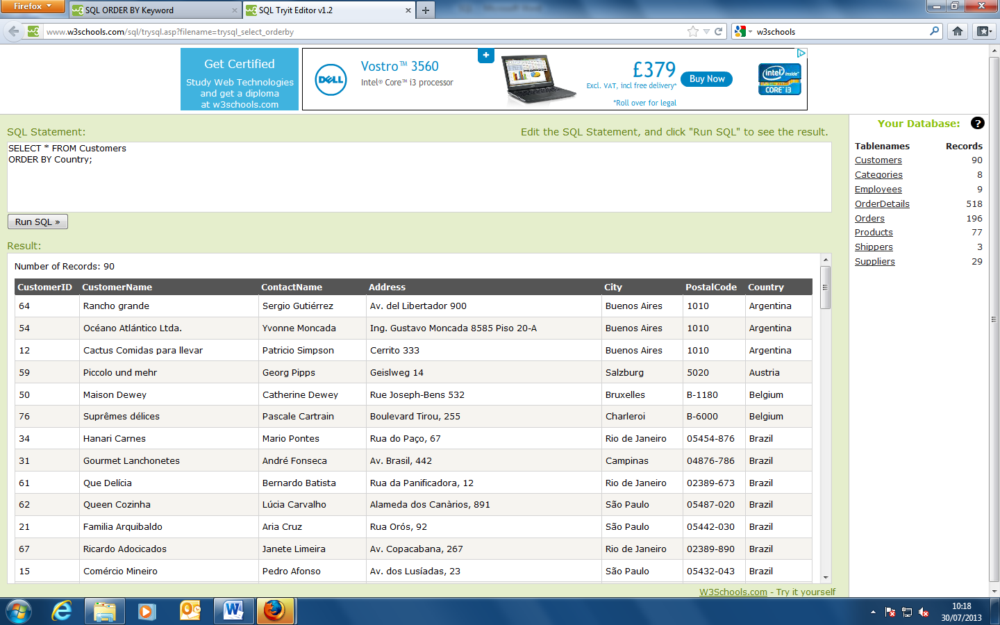 Firefox
SQL ORDER BY Keyword
SQL Tryit Editor v1.2
www.w3schools.com/sql/trysql.asp?filename=trysql_select_orderby
w3schools
Get Certified
Study Web Technologies
and get a diploma
at w3schools.com
DELL
Vostro™ 3560
Intel® Core™ i3 processor
£379
Excl. VAT, incl free delivery*
*Roll over for legal
Buy Now
intel inside™
CORE™ i3
SQL Statement:
Edit the SQL Statement, and click "Run SQL" to see the result.
SELECT * FROM Customers
ORDER BY Country;
Run SQL »
Result:
Number of Records: 90
CustomerID CustomerName ContactName Address City PostalCode Country
64 Rancho grande Sergio Gutiérrez Av. del Libertador 900 Buenos Aires 1010 Argentina
54 Océano Atlántico Ltda. Yvonne Moncada Ing. Gustavo Moncada 8585 Piso 20-A Buenos Aires 1010 Argentina
12 Cactus Comidas para llevar Patricio Simpson Cerrito 333 Buenos Aires 1010 Argentina
59 Piccolo und mehr Georg Pipps Geislweg 14 Salzburg 5020 Austria
50 Maison Dewey Catherine Dewey Rue Joseph-Bens 532 Bruxelles B-1180 Belgium
76 Suprêmes délices Pascale Cartrain Boulevard Tirou, 255 Charleroi B-6000 Belgium
34 Hanari Carnes Mario Pontes Rua do Paço, 67 Rio de Janeiro 05454-876 Brazil
31 Gourmet Lanchonetes André Fonseca Av. Brasil, 442 Campinas 04876-786 Brazil
61 Que Delícia Bernardo Batista Rua da Panificadora, 12 Rio de Janeiro 02389-673 Brazil
62 Queen Cozinha Lúcia Carvalho Alameda dos Canàrios, 891 São Paulo 05487-020 Brazil
21 Familia Arquibaldo Aria Cruz Rua Orós, 92 São Paulo 05442-030 Brazil
67 Ricardo Adocicados Janete Limeira Av. Copacabana, 267 Rio de Janeiro 02389-890 Brazil
15 Comércio Mineiro Pedro Afonso Av. dos Lusíadas, 23 São Paulo 05432-043 Brazil
W3Schools.com - Try it yourself
Your Database:
Tablenames Records
Customers 90
Categories 8
Employees 9
OrderDetails 518
Orders 196
Products 77
Shippers 3
Suppliers 29
10:18
30/07/2013